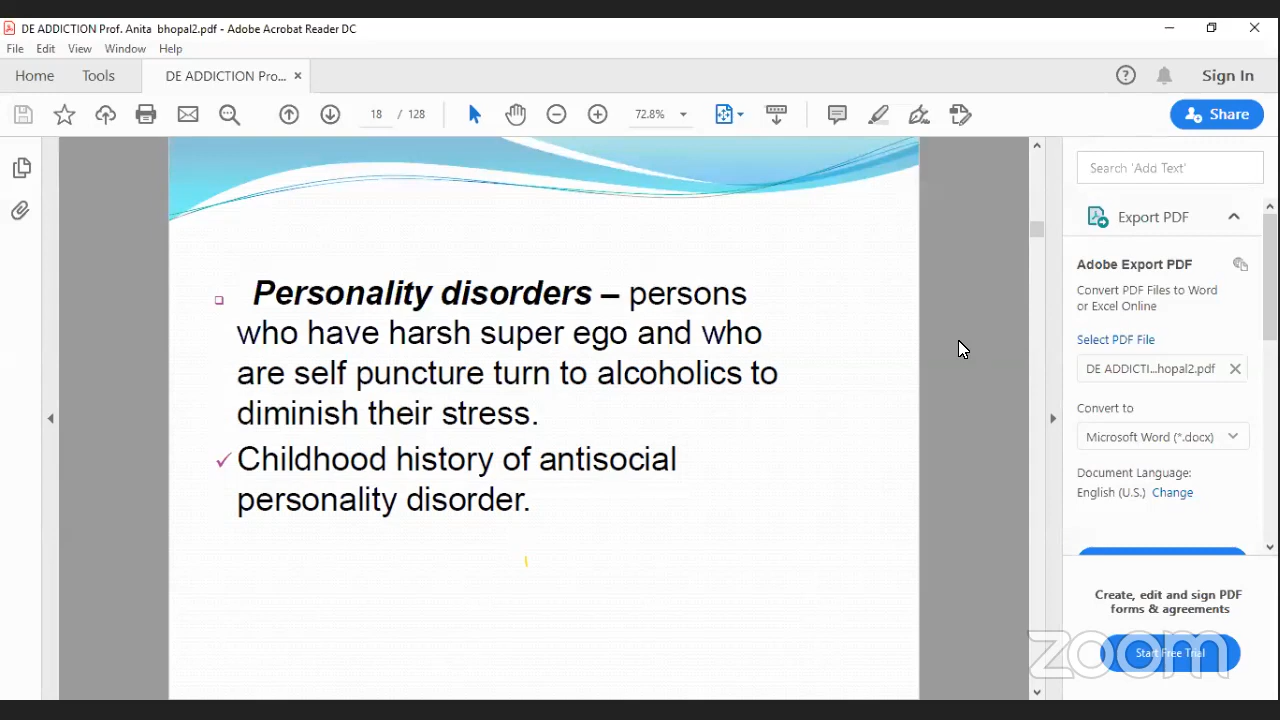 DE ADDICTION Prof. Anita bhopal2.pdf - Adobe Acrobat Reader DC
File Edit View Window Help
Home Tools DE ADDICTION Pro... × Sign In
18 / 128 72.8% Share
Personality disorders – persons
who have harsh super ego and who
are self puncture turn to alcoholics to
diminish their stress.
Childhood history of antisocial
personality disorder.
Search 'Add Text'
Export PDF
Adobe Export PDF
Convert PDF Files to Word
or Excel Online
Select PDF File
DE ADDICTI...hopal2.pdf
Convert to
Microsoft Word (*.docx)
Document Language:
English (U.S.) Change
Create, edit and sign PDF
forms & agreements
Start Free Trial
zoom